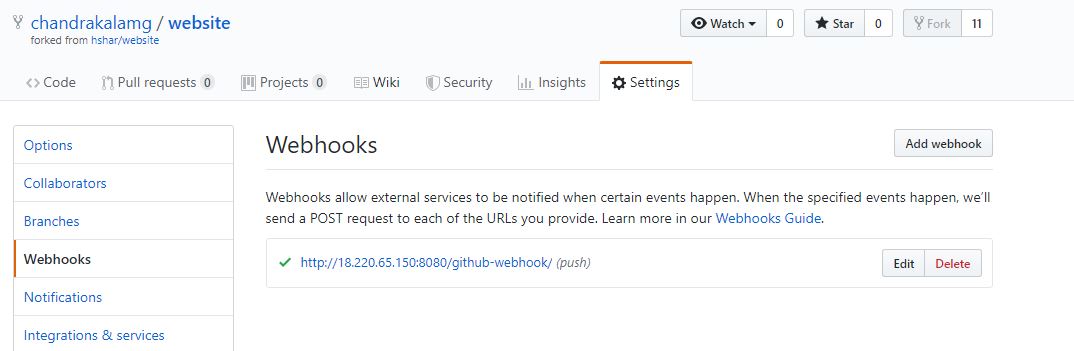 chandrakalamg / website
forked from hshar/website
Watch 0 Star 0 Fork 11
Code Pull requests 0 Projects 0 Wiki Security Insights Settings
Options
Collaborators
Branches
Webhooks
Notifications
Integrations & services
Webhooks Add webhook
Webhooks allow external services to be notified when certain events happen. When the specified events happen, we'll
send a POST request to each of the URLs you provide. Learn more in our Webhooks Guide.
http://18.220.65.150:8080/github-webhook/ (push) Edit Delete